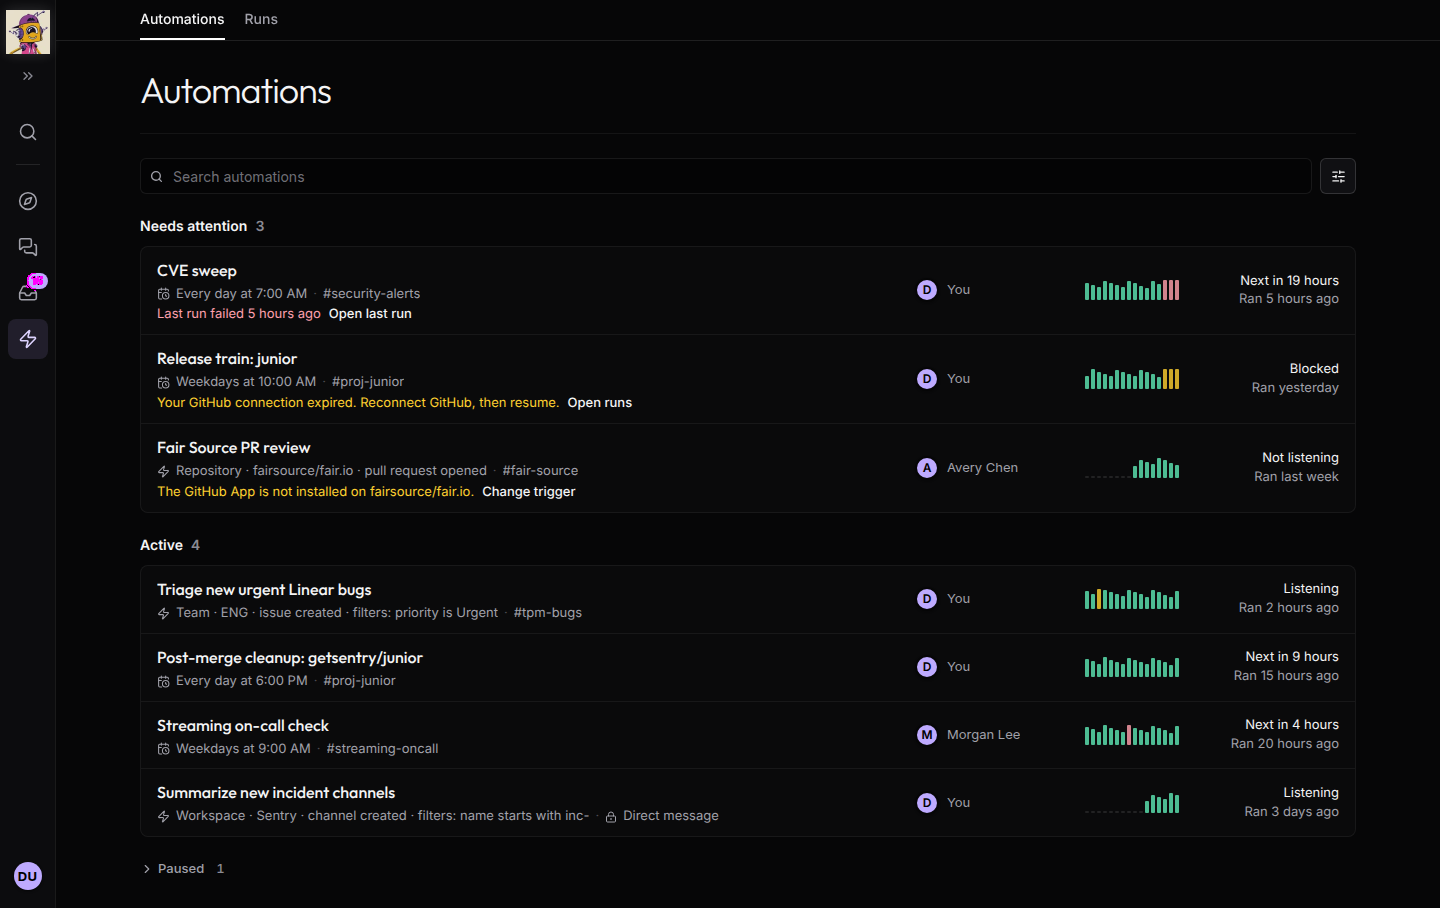 Automations Runs
Automations
Search automations
Needs attention 3
CVE sweep
Every day at 7:00 AM · #security-alerts
Last run failed 5 hours ago Open last run
D You
Next in 19 hours
Ran 5 hours ago
Release train: junior
Weekdays at 10:00 AM · #proj-junior
Your GitHub connection expired. Reconnect GitHub, then resume. Open runs
D You
Blocked
Ran yesterday
Fair Source PR review
Repository · fairsource/fair.io · pull request opened · #fair-source
The GitHub App is not installed on fairsource/fair.io. Change trigger
A Avery Chen
Not listening
Ran last week
Active 4
Triage new urgent Linear bugs
Team · ENG · issue created · filters: priority is Urgent · #tpm-bugs
D You
Listening
Ran 2 hours ago
Post-merge cleanup: getsentry/junior
Every day at 6:00 PM · #proj-junior
D You
Next in 9 hours
Ran 15 hours ago
Streaming on-call check
Weekdays at 9:00 AM · #streaming-oncall
M Morgan Lee
Next in 4 hours
Ran 20 hours ago
Summarize new incident channels
Workspace · Sentry · channel created · filters: name starts with inc- · Direct message
D You
Listening
Ran 3 days ago
Paused 1
DU